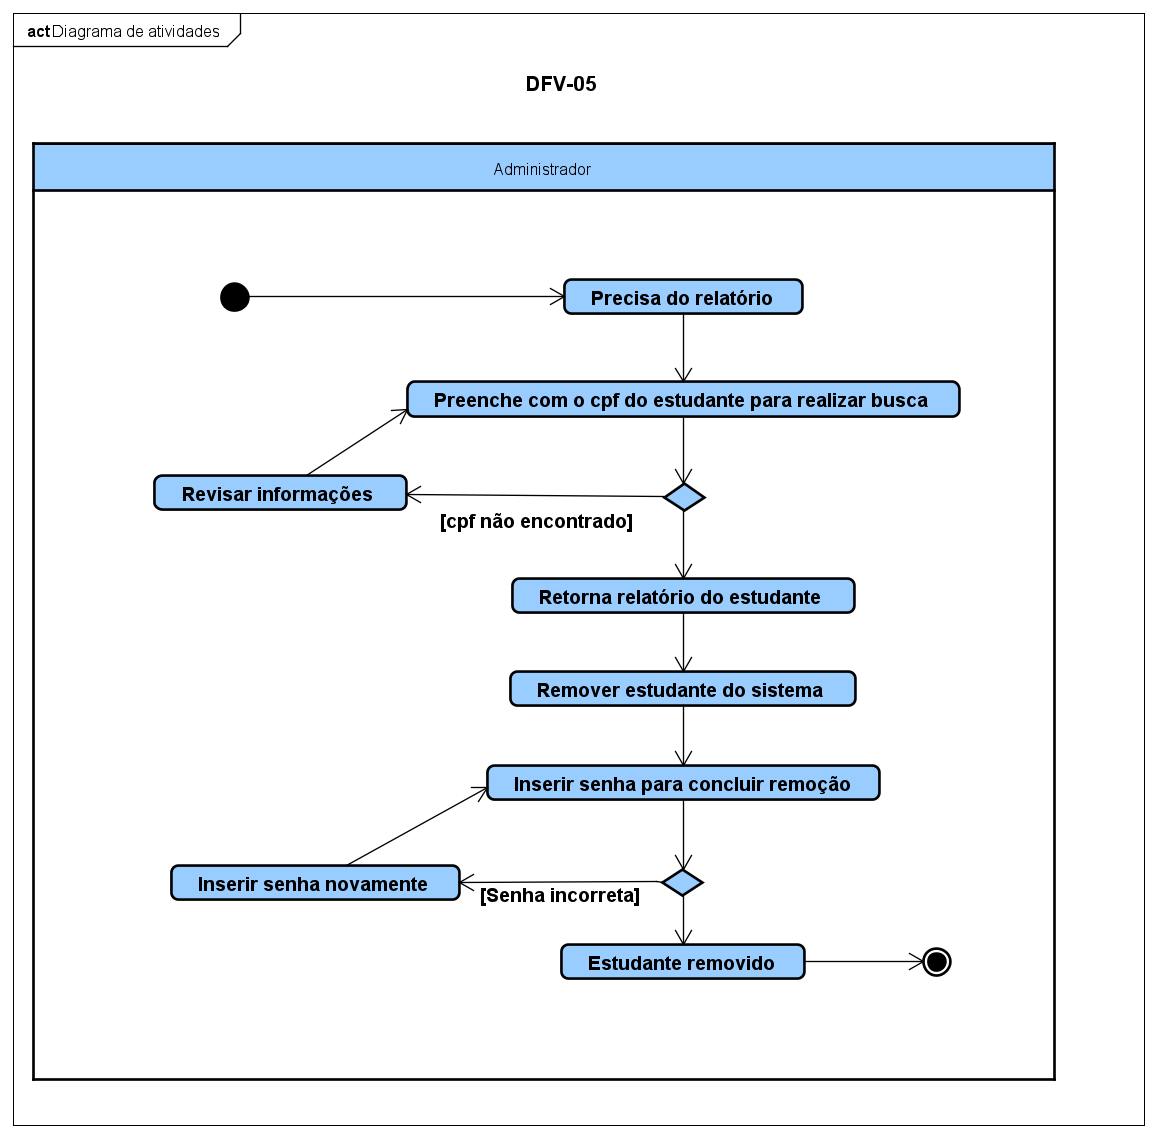 act Diagrama de atividades
DFV-05
Administrador
Precisa do relatório
Preenche com o cpf do estudante para realizar busca
Revisar informações
[cpf não encontrado]
Retorna relatório do estudante
Remover estudante do sistema
Inserir senha para concluir remoção
Inserir senha novamente
[Senha incorreta]
Estudante removido